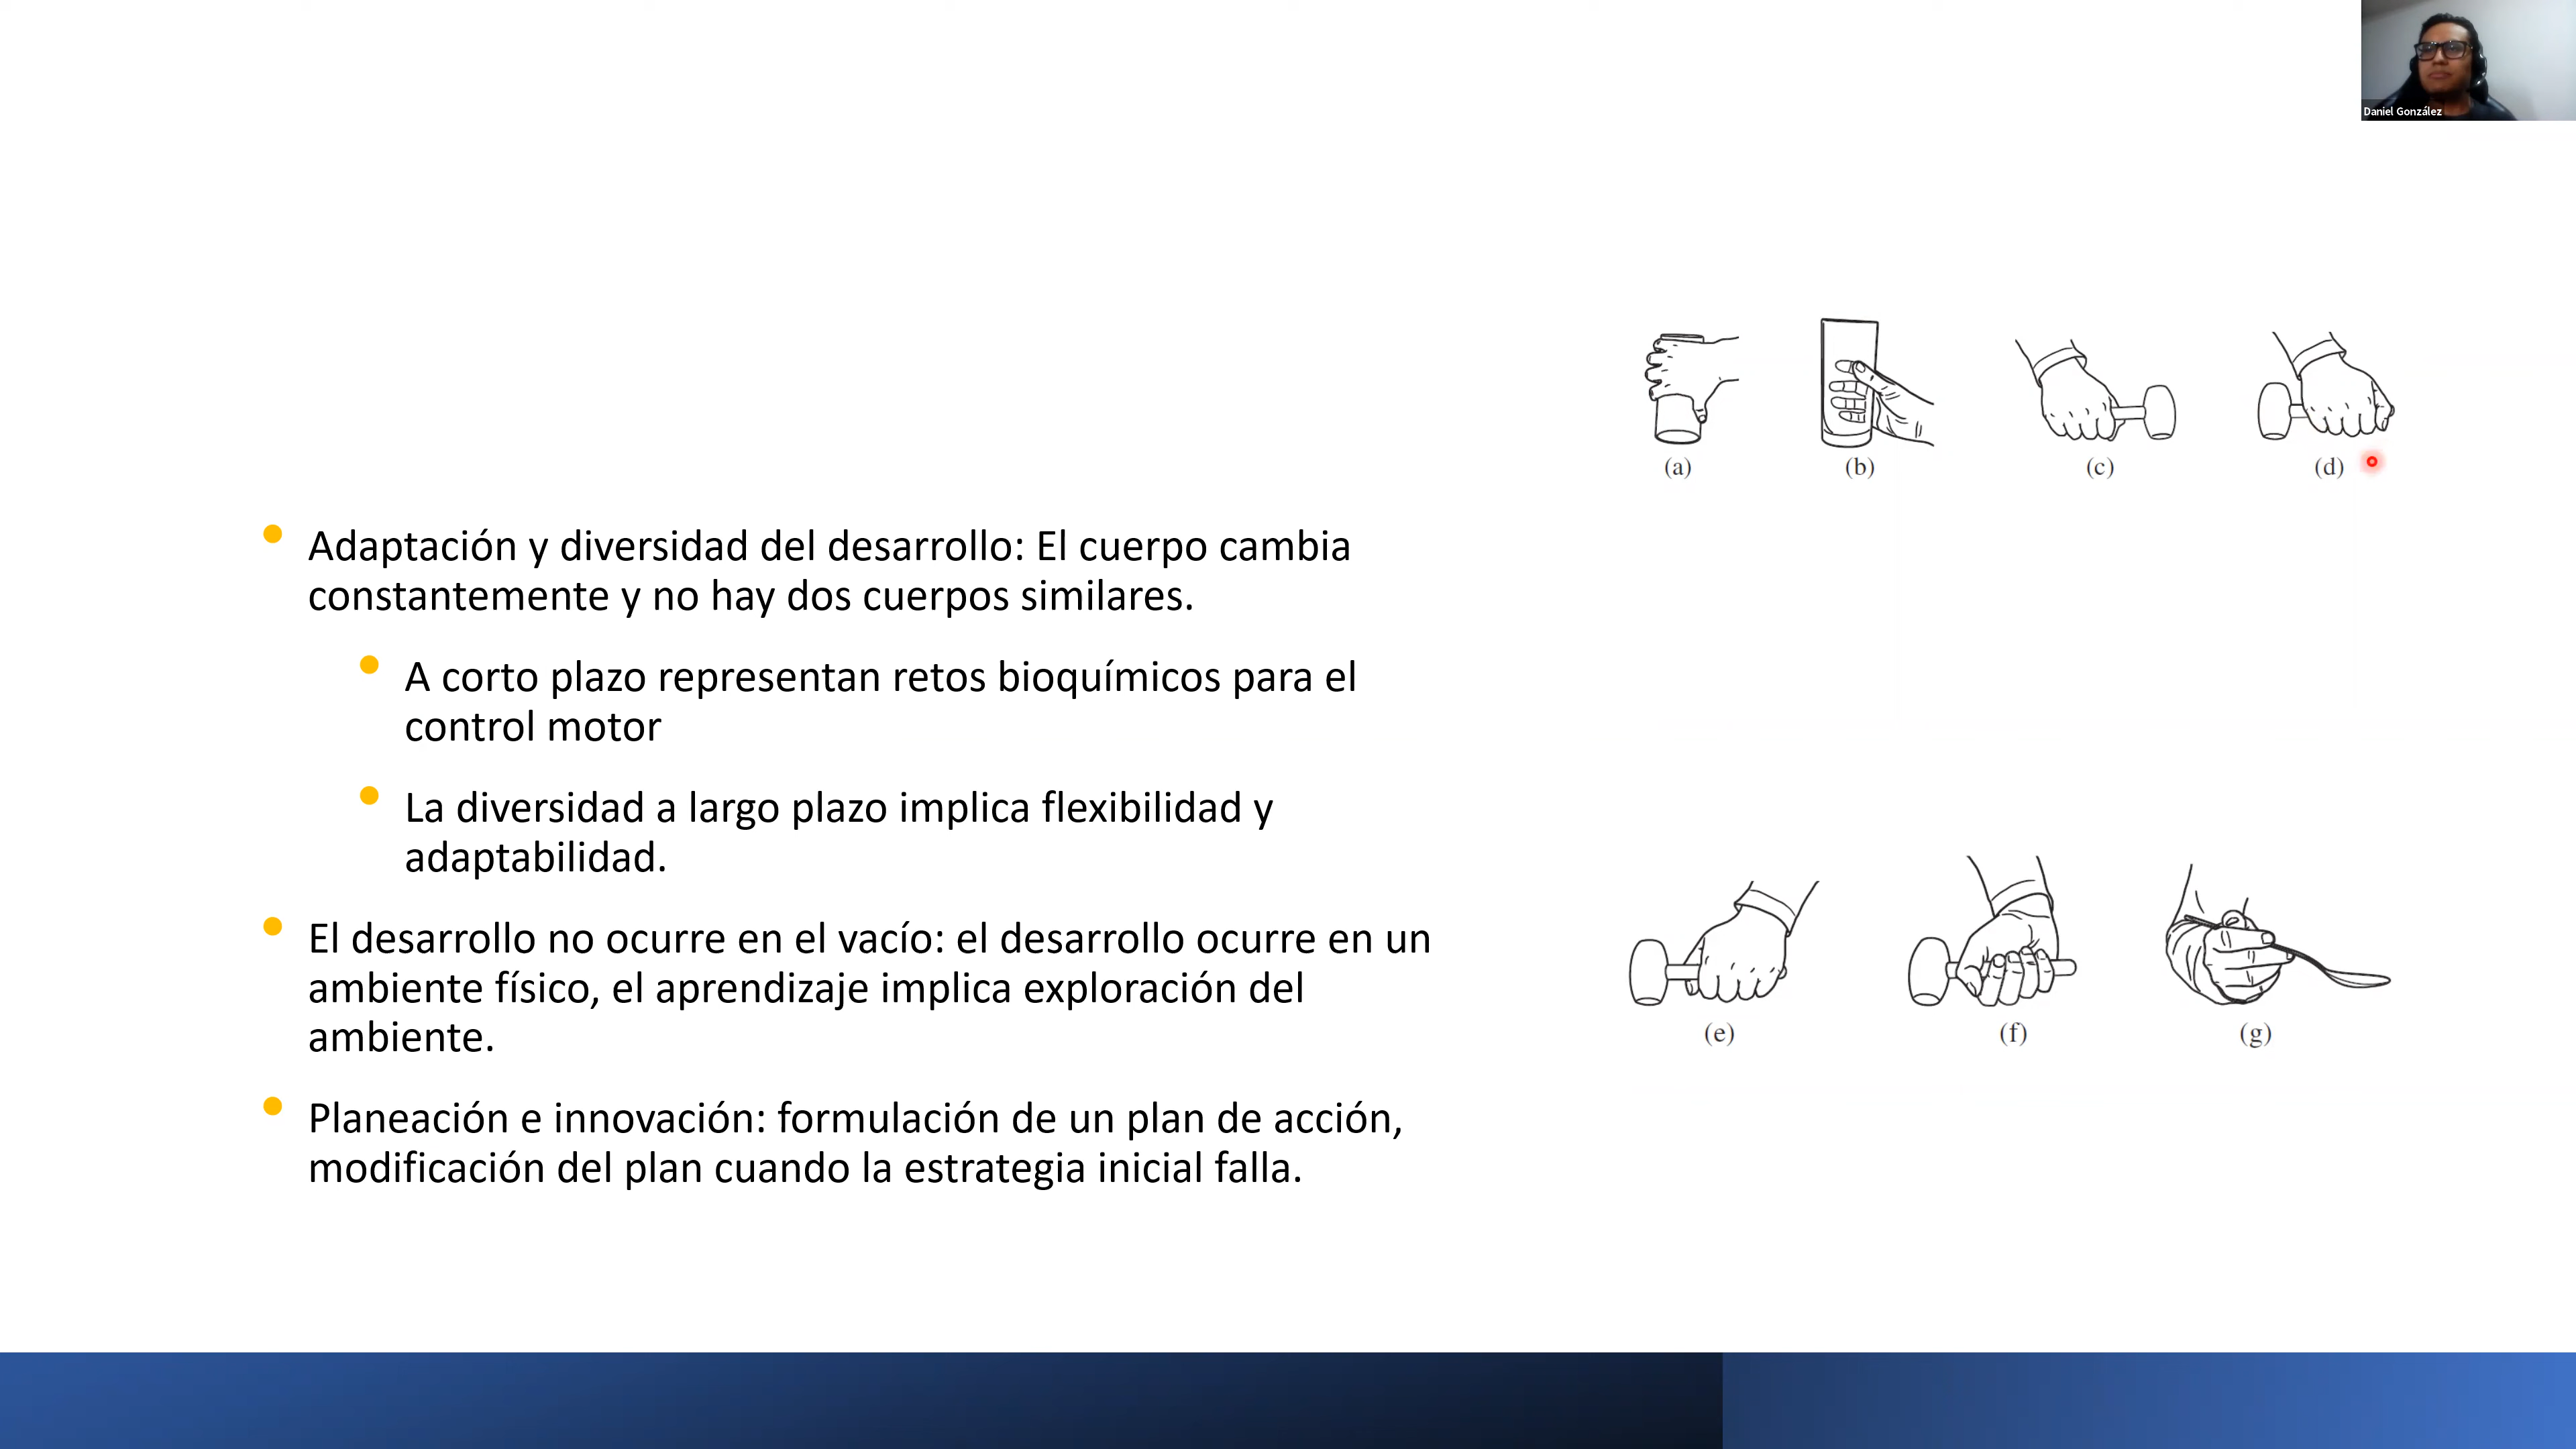 Daniel González
(a)
(b)
(c)
(d)
Adaptación y diversidad del desarrollo: El cuerpo cambia
constantemente y no hay dos cuerpos similares.
A corto plazo representan retos bioquímicos para el
control motor
La diversidad a largo plazo implica flexibilidad y
adaptabilidad.
El desarrollo no ocurre en el vacío: el desarrollo ocurre en un
ambiente físico, el aprendizaje implica exploración del
ambiente.
Planeación e innovación: formulación de un plan de acción,
modificación del plan cuando la estrategia inicial falla.
(e)
(f)
(g)